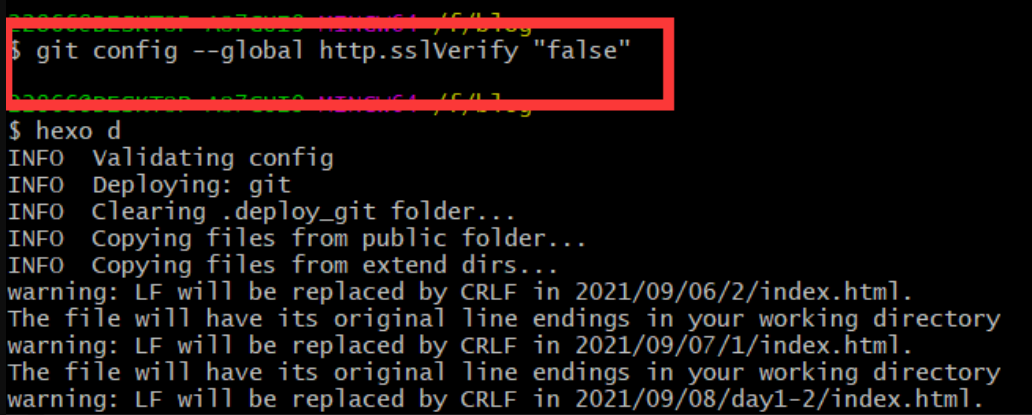 $ git config --global http.sslVerify "false"
/f/blog
$ hexo d
INFO  Validating config
INFO  Deploying: git
INFO  Clearing .deploy_git folder...
INFO  Copying files from public folder...
INFO  Copying files from extend dirs...
warning: LF will be replaced by CRLF in 2021/09/06/2/index.html.
The file will have its original line endings in your working directory
warning: LF will be replaced by CRLF in 2021/09/07/1/index.html.
The file will have its original line endings in your working directory
warning: LF will be replaced by CRLF in 2021/09/08/day1-2/index.html.